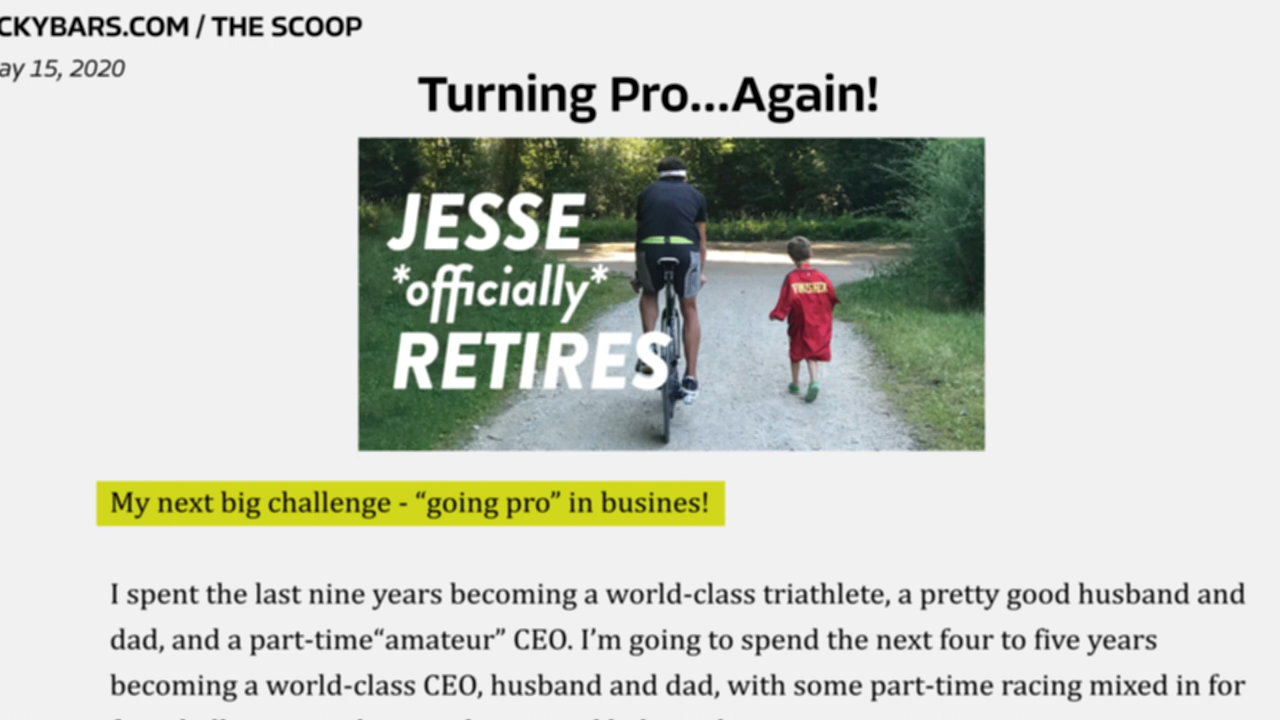 CKYBARS.COM / THE SCOOP
ay 15, 2020
Turning Pro...Again!
JESSE
*officially*
RETIRES
FINISHER
My next big challenge - “going pro” in busines!
I spent the last nine years becoming a world-class triathlete, a pretty good husband and
dad, and a part-time“amateur” CEO. I’m going to spend the next four to five years
becoming a world-class CEO, husband and dad, with some part-time racing mixed in for